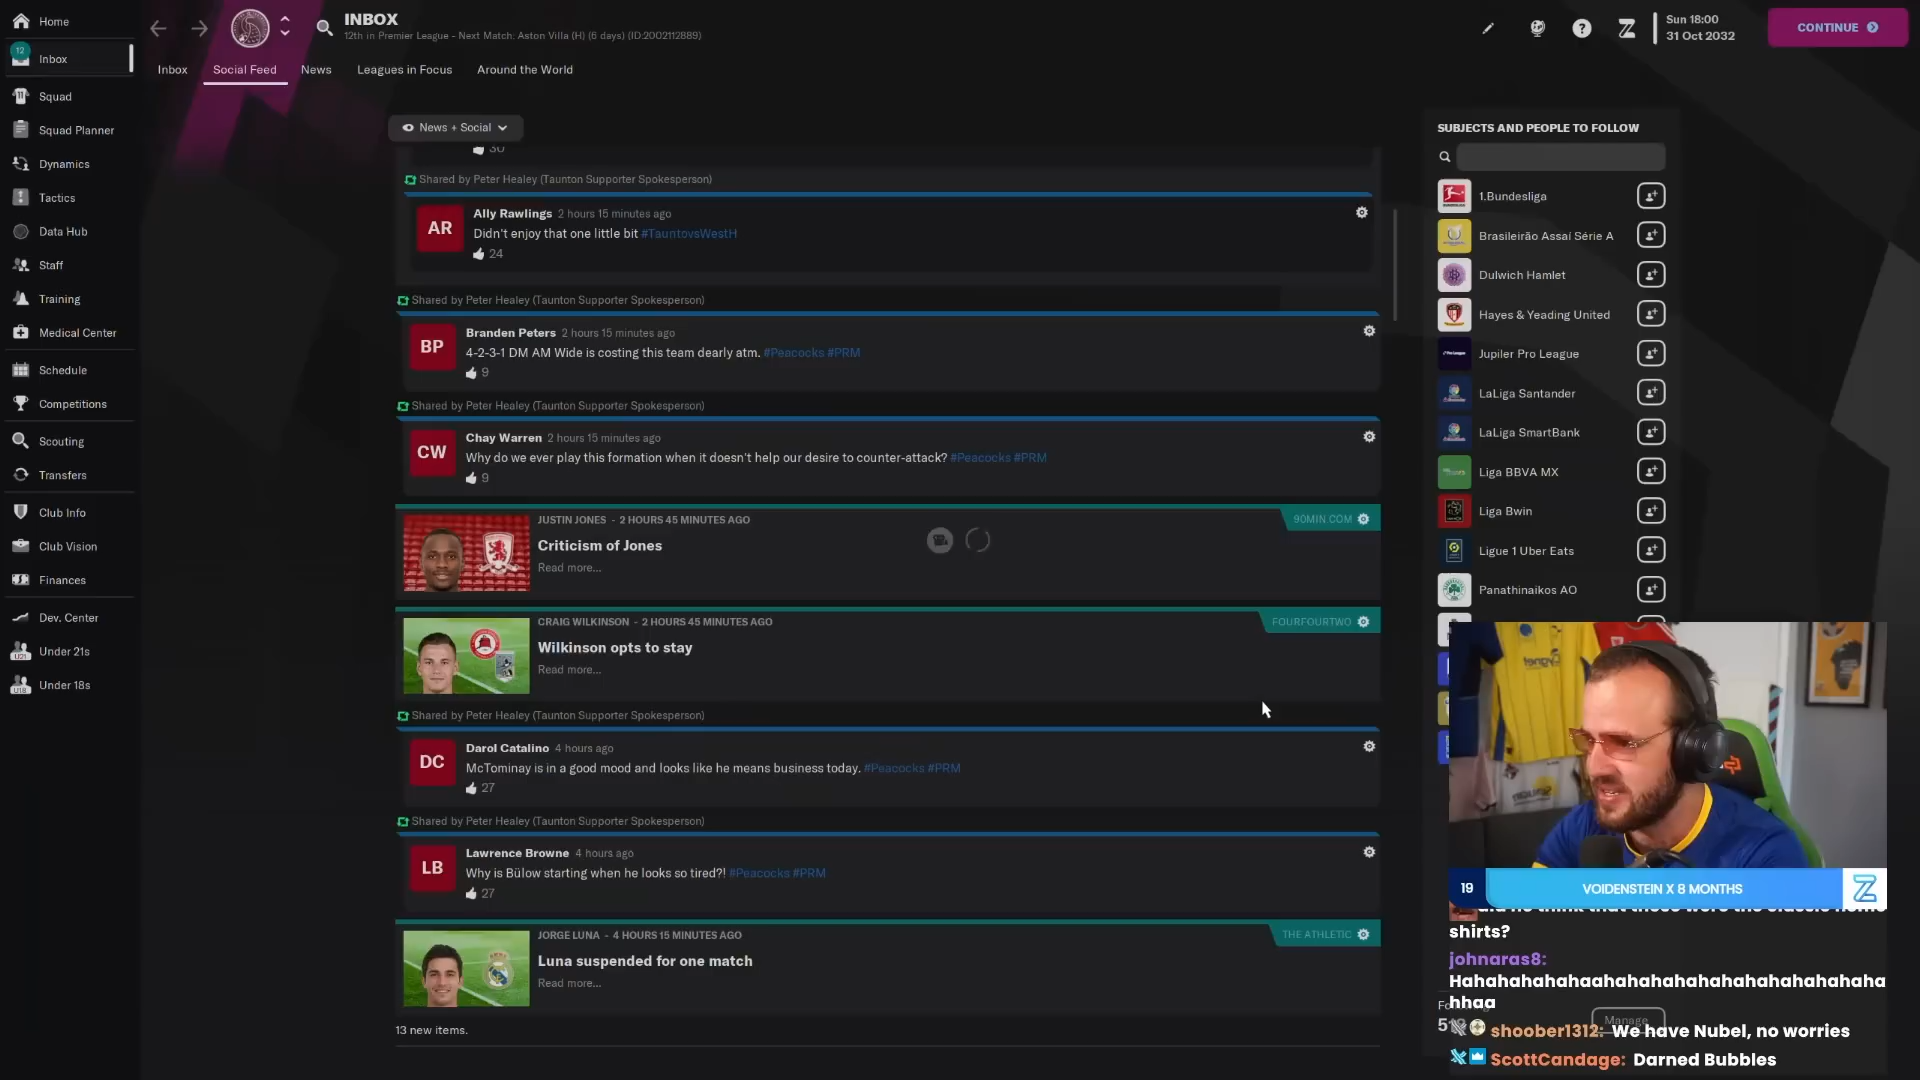 Home
12
Inbox
Squad
Squad Planner
Dynamics
Tactics
Data Hub
Staff
Training
Medical Center
Schedule
Competitions
Scouting
Transfers
Club Info
Club Vision
Finances
Dev. Center
Under 21s
Under 18s
INBOX
12th in Premier League - Next Match: Aston Villa (H) (6 days) (ID:2002112889)
Sun 18:00
31 Oct 2032
CONTINUE
Inbox
Social Feed
News
Leagues in Focus
Around the World
News + Social
30
Shared by Peter Healey (Taunton Supporter Spokesperson)
AR
Ally Rawlings 2 hours 15 minutes ago
Didn't enjoy that one little bit #TauntovsWestH
24
Shared by Peter Healey (Taunton Supporter Spokesperson)
BP
Branden Peters 2 hours 15 minutes ago
4-2-3-1 DM AM Wide is costing this team dearly atm. #Peacocks #PRM
9
Shared by Peter Healey (Taunton Supporter Spokesperson)
CW
Chay Warren 2 hours 15 minutes ago
Why do we ever play this formation when it doesn't help our desire to counter-attack? #Peacocks #PRM
9
JUSTIN JONES - 2 HOURS 45 MINUTES AGO
90MIN.COM
Criticism of Jones
Read more...
CRAIG WILKINSON - 2 HOURS 45 MINUTES AGO
FOURFOURTWO
Wilkinson opts to stay
Read more...
Shared by Peter Healey (Taunton Supporter Spokesperson)
DC
Darol Catalino 4 hours ago
McTominay is in a good mood and looks like he means business today. #Peacocks #PRM
27
Shared by Peter Healey (Taunton Supporter Spokesperson)
LB
Lawrence Browne 4 hours ago
Why is Bülow starting when he looks so tired?! #Peacocks #PRM
27
JORGE LUNA - 4 HOURS 15 MINUTES AGO
THE ATHLETIC
Luna suspended for one match
Read more...
13 new items.
SUBJECTS AND PEOPLE TO FOLLOW
1.Bundesliga
Brasileirão Assaí Série A
Dulwich Hamlet
Hayes & Yeading United
Jupiler Pro League
LaLiga Santander
LaLiga SmartBank
Liga BBVA MX
Liga Bwin
Ligue 1 Uber Eats
Panathinaikos AO
19
VOIDENSTEIN X 8 MONTHS
shirts?
johnaras8:
Hahahahahahaahahahahahahahahahahaha
hhaa
Manage
shoober1312: We have Nubel, no worries
ScottCandage: Darned Bubbles